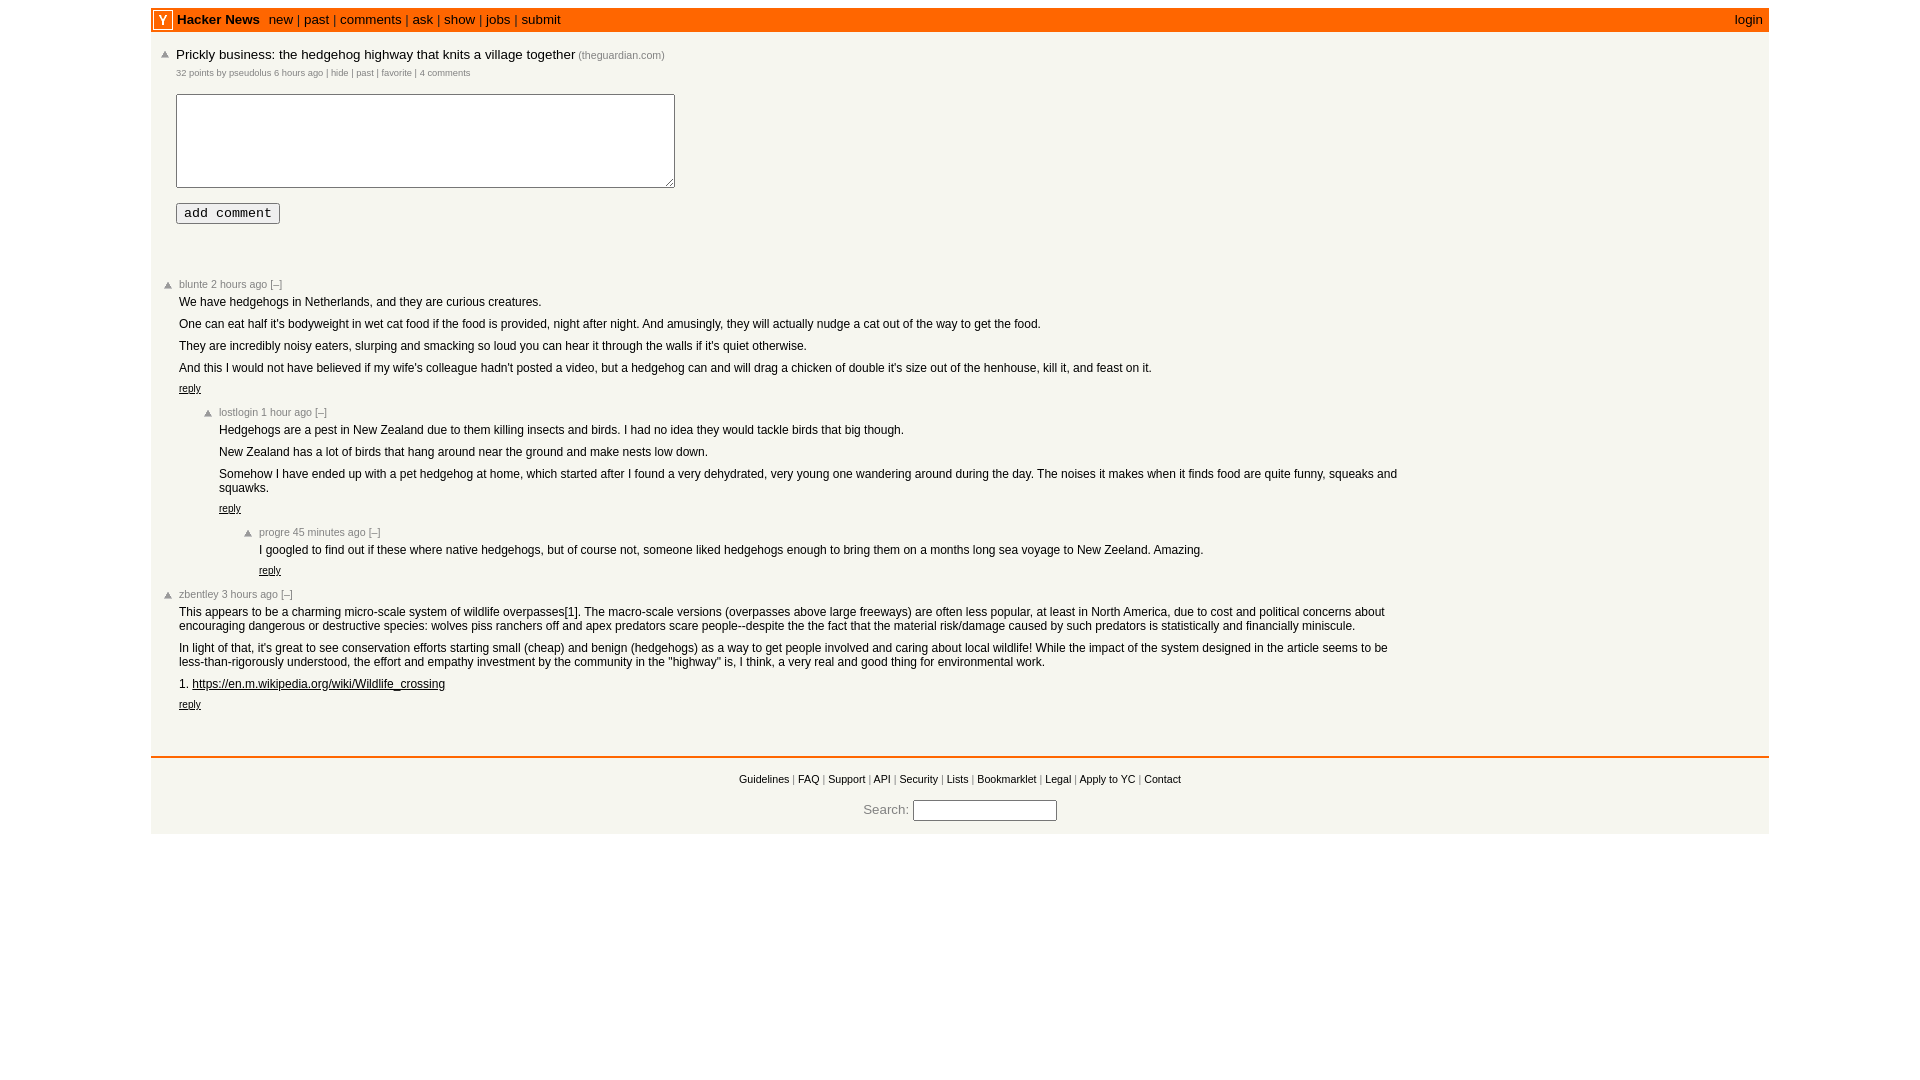 Y Hacker News new | past | comments | ask | show | jobs | submit login
Prickly business: the hedgehog highway that knits a village together (theguardian.com)
32 points by pseudolus 6 hours ago | hide | past | favorite | 4 comments
add comment
blunte 2 hours ago [–]
We have hedgehogs in Netherlands, and they are curious creatures.
One can eat half it's bodyweight in wet cat food if the food is provided, night after night. And amusingly, they will actually nudge a cat out of the way to get the food.
They are incredibly noisy eaters, slurping and smacking so loud you can hear it through the walls if it's quiet otherwise.
And this I would not have believed if my wife's colleague hadn't posted a video, but a hedgehog can and will drag a chicken of double it's size out of the henhouse, kill it, and feast on it.
reply
lostlogin 1 hour ago [–]
Hedgehogs are a pest in New Zealand due to them killing insects and birds. I had no idea they would tackle birds that big though.
New Zealand has a lot of birds that hang around near the ground and make nests low down.
Somehow I have ended up with a pet hedgehog at home, which started after I found a very dehydrated, very young one wandering around during the day. The noises it makes when it finds food are quite funny, squeaks and
squawks.
reply
progre 45 minutes ago [–]
I googled to find out if these where native hedgehogs, but of course not, someone liked hedgehogs enough to bring them on a months long sea voyage to New Zeeland. Amazing.
reply
zbentley 3 hours ago [–]
This appears to be a charming micro-scale system of wildlife overpasses[1]. The macro-scale versions (overpasses above large freeways) are often less popular, at least in North America, due to cost and political concerns about
encouraging dangerous or destructive species: wolves piss ranchers off and apex predators scare people--despite the the fact that the material risk/damage caused by such predators is statistically and financially miniscule.
In light of that, it's great to see conservation efforts starting small (cheap) and benign (hedgehogs) as a way to get people involved and caring about local wildlife! While the impact of the system designed in the article seems to be
less-than-rigorously understood, the effort and empathy investment by the community in the "highway" is, I think, a very real and good thing for environmental work.
1. https://en.m.wikipedia.org/wiki/Wildlife_crossing
reply
Guidelines | FAQ | Support | API | Security | Lists | Bookmarklet | Legal | Apply to YC | Contact
Search: